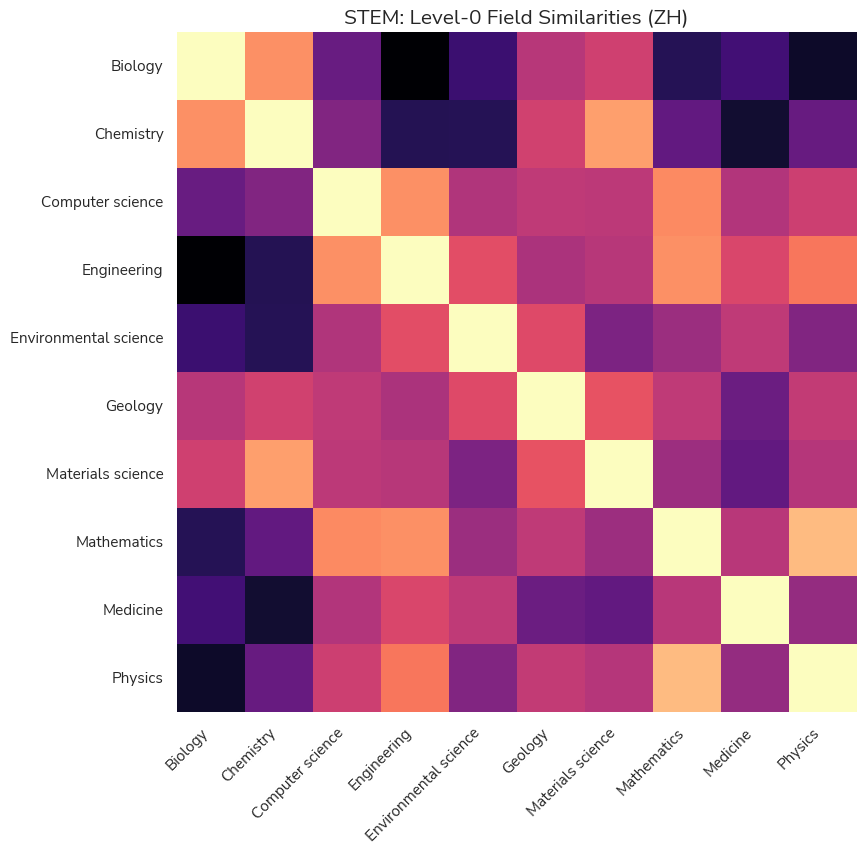 STEM: Level-0 Field Similarities (ZH)
Biology
Chemistry
Computer science
Engineering
Environmental science
Geology
Materials science
Mathematics
Medicine
Physics
Biology
Chemistry
Computer science
Engineering
Environmental science
Geology
Materials science
Mathematics
Medicine
Physics